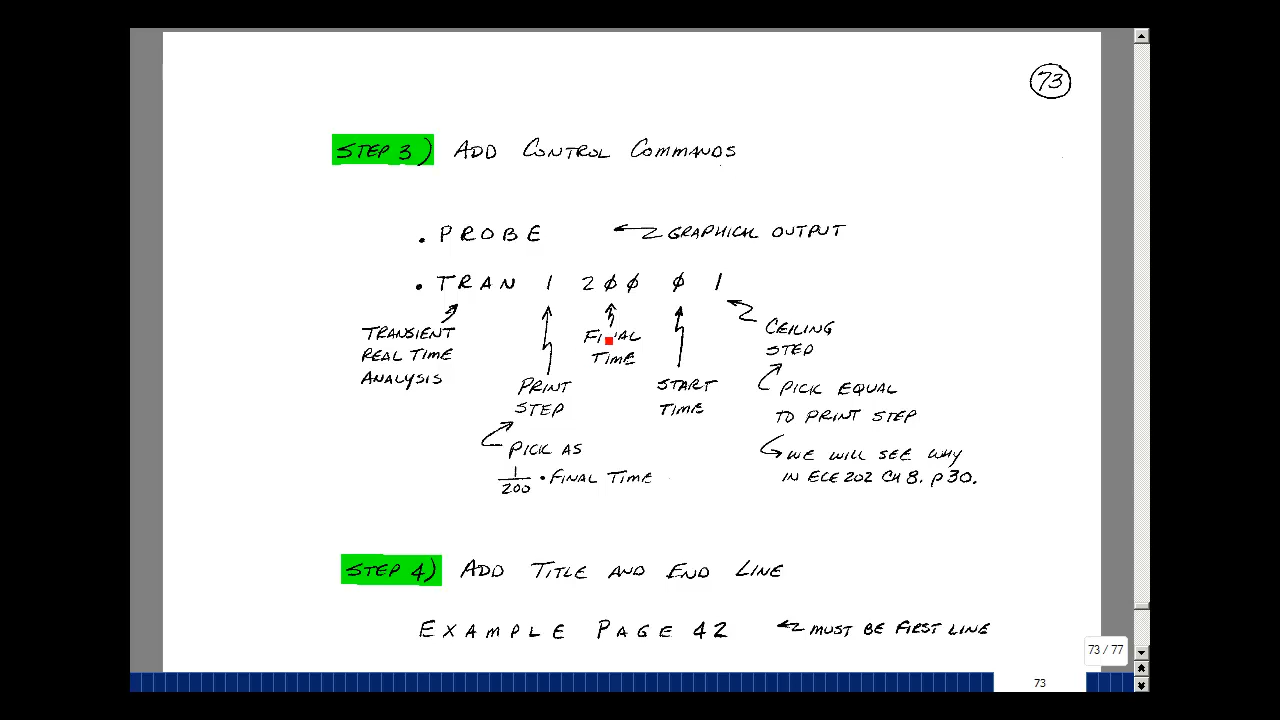 73
STEP 3) ADD CONTROL COMMANDS
.PROBE GRAPHICAL OUTPUT
.TRAN 1 200 0 1
TRANSIENT
REAL TIME
ANALYSIS
PRINT
STEP
PICK AS
1/200 • FINAL TIME
FINAL
TIME
START
TIME
CEILING
STEP
PICK EQUAL
TO PRINT STEP
WE WILL SEE WHY
IN ECE 202 CH 8. p 30.
STEP 4) ADD TITLE AND END LINE
EXAMPLE PAGE 42 MUST BE FIRST LINE
73 / 77
73